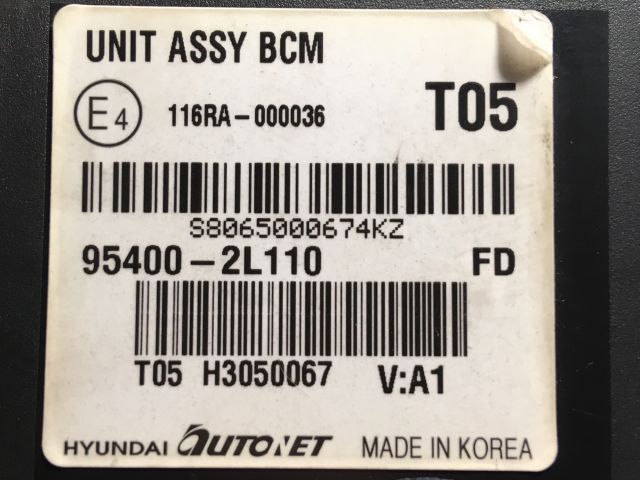 UNIT ASSY BCM
E4 116RA-000036 T05
S8065000674KZ
95400-2L110 FD
T05 H3050067 V:A1
HYUNDAI AUTONET MADE IN KOREA